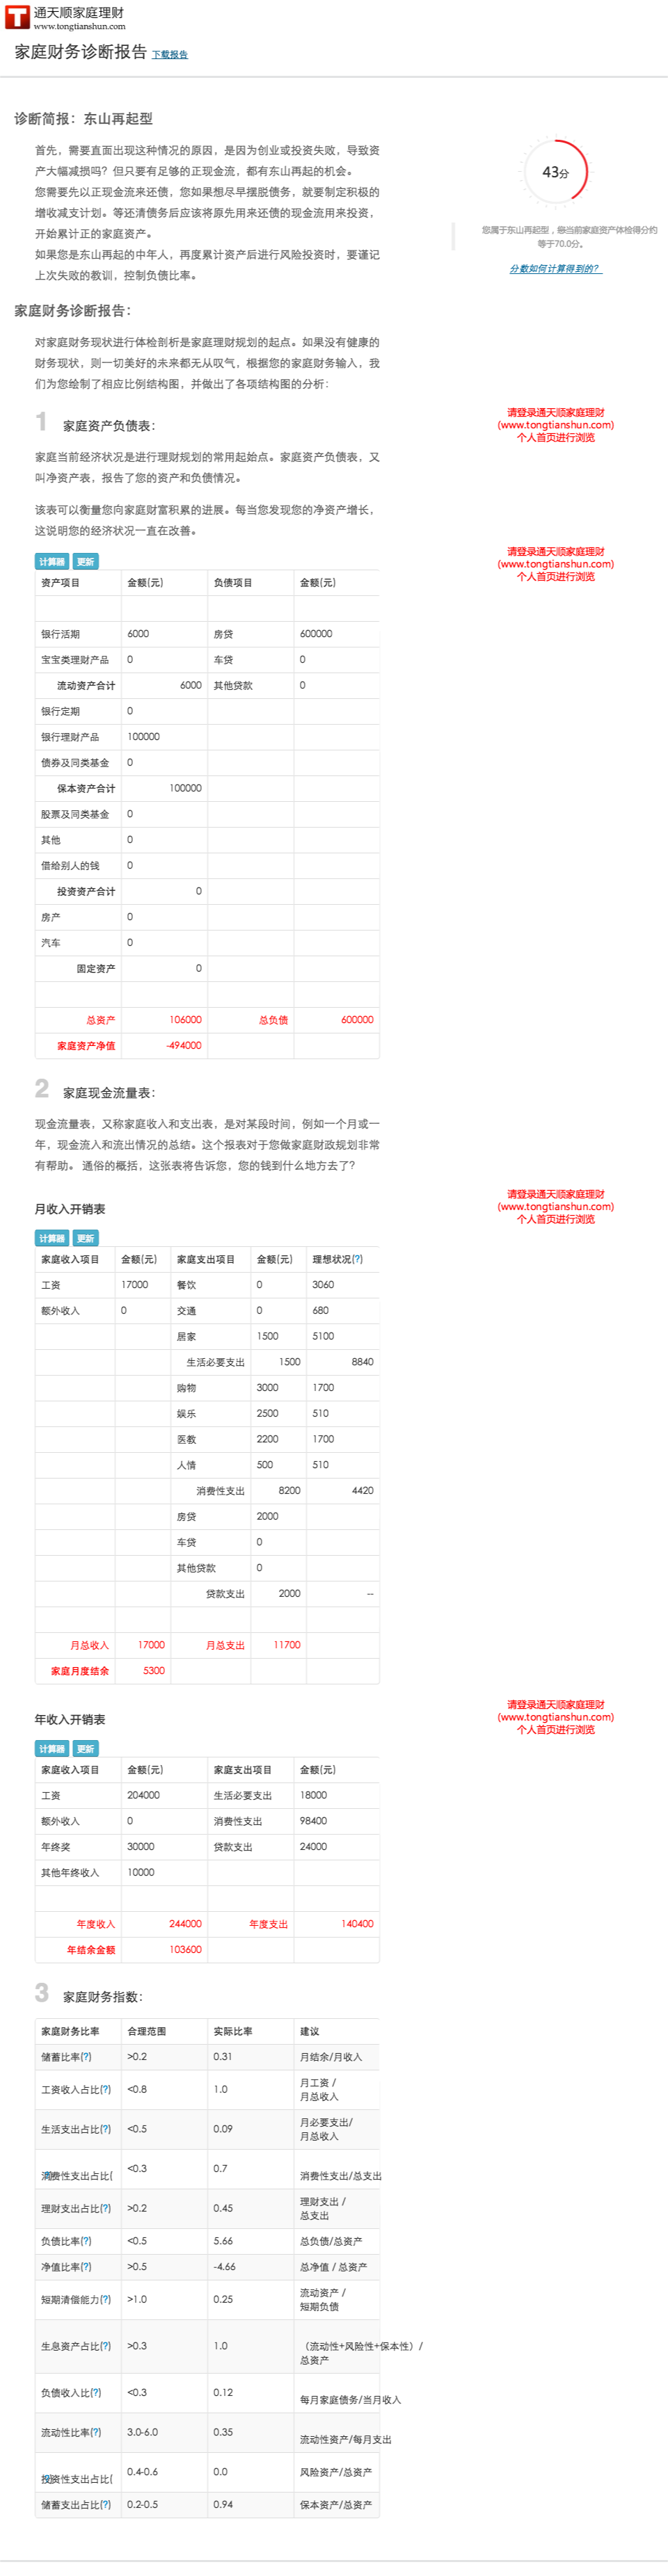 通天顺家庭理财
www.tongtianshun.com
家庭财务诊断报告 下载报告
诊断简报：东山再起型
首先，需要直面出现这种情况的原因，是因为创业或投资失败，导致资
产大幅减损吗？但只要有足够的正现金流，都有东山再起的机会。
您需要先以正现金流来还债，您如果想尽早摆脱债务，就要制定积极的
增收减支计划。等还清债务后应该将原先用来还债的现金流用来投资，
开始累计正的家庭资产。
如果您是东山再起的中年人，再度累计资产后进行风险投资时，要谨记
上次失败的教训，控制负债比率。
43分
您属于东山再起型，嵊当前家庭资产体检得分约
等于70.0分。
分数如何计算得到的？
家庭财务诊断报告：
对家庭财务现状进行体检剖析是家庭理财规划的起点。如果没有健康的
财务现状，则一切美好的未来都无从叹气，根据您的家庭财务输入，我
们为您绘制了相应比例结构图，并做出了各项结构图的分析：
请登录通天顺家庭理财
(www.tongtianshun.com)
个人首页进行浏览
1 家庭资产负债表：
家庭当前经济状况是进行理财规划的常用起始点。家庭资产负债表，又
叫净资产表，报告了您的资产和负债情况。
该表可以衡量您向家庭财富积累的进展。每当您发现您的净资产增长，
这说明您的经济状况一直在改善。
请登录通天顺家庭理财
(www.tongtianshun.com)
个人首页进行浏览
计算器 更新
资产项目 金额(元) 负债项目 金额(元)
银行活期 6000 房贷 600000
宝宝类理财产品 0 车贷 0
流动资产合计 6000 其他贷款 0
银行定期 0
银行理财产品 100000
债券及同类基金 0
保本资产合计 100000
股票及同类基金 0
其他 0
借给别人的钱 0
投资资产合计 0
房产 0
汽车 0
固定资产 0
总资产 106000 总负债 600000
家庭资产净值 -494000
2 家庭现金流量表：
现金流量表，又称家庭收入和支出表，是对某段时间，例如一个月或一
年，现金流入和流出情况的总结。这个报表对于您做家庭财政规划非常
有帮助。 通俗的概括，这张表将告诉您，您的钱到什么地方去了？
请登录通天顺家庭理财
(www.tongtianshun.com)
个人首页进行浏览
月收入开销表
计算器 更新
家庭收入项目 金额(元) 家庭支出项目 金额(元) 理想状况(?)
工资 17000 餐饮 0 3060
额外收入 0 交通 0 680
居家 1500 5100
生活必要支出 1500 8840
购物 3000 1700
娱乐 2500 510
医教 2200 1700
人情 500 510
消费性支出 8200 4420
房贷 2000
车贷 0
其他贷款 0
贷款支出 2000 --
月总收入 17000 月总支出 11700
家庭月度结余 5300
请登录通天顺家庭理财
(www.tongtianshun.com)
个人首页进行浏览
年收入开销表
计算器 更新
家庭收入项目 金额(元) 家庭支出项目 金额(元)
工资 204000 生活必要支出 18000
额外收入 0 消费性支出 98400
年终奖 30000 贷款支出 24000
其他年终收入 10000
年度收入 244000 年度支出 140400
年结余金额 103600
3 家庭财务指数：
家庭财务比率 合理范围 实际比率 建议
储蓄比率(?) >0.2 0.31 月结余/月收入
工资收入占比(?) <0.8 1.0 月工资 /
月总收入
生活支出占比(?) <0.5 0.09 月必要支出/
月总收入
消费性支出占比( <0.3 0.7 消费性支出/总支出
理财支出占比(?) >0.2 0.45 理财支出 /
总支出
负债比率(?) <0.5 5.66 总负债/总资产
净值比率(?) >0.5 -4.66 总净值 / 总资产
短期清偿能力(?) >1.0 0.25 流动资产 /
短期负债
生息资产占比(?) >0.3 1.0 （流动性+风险性+保本性）/
总资产
负债收入比(?) <0.3 0.12 每月家庭债务/当月收入
流动性比率(?) 3.0-6.0 0.35 流动性资产/每月支出
投资性支出占比( 0.4-0.6 0.0 风险资产/总资产
储蓄支出占比(?) 0.2-0.5 0.94 保本资产/总资产